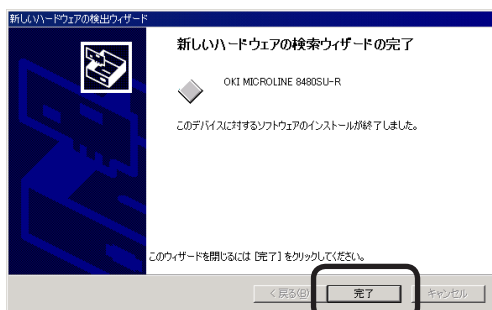 新しいハードウェアの検出ウィザード
新しいハードウェアの検索ウィザードの完了
OKI MICROLINE 8480SU-R
このデバイスに対するソフトウェアのインストールが終了しました。
このウィザードを閉じるには [完了] をクリックしてください。
< 戻る(B)
完了
キャンセル